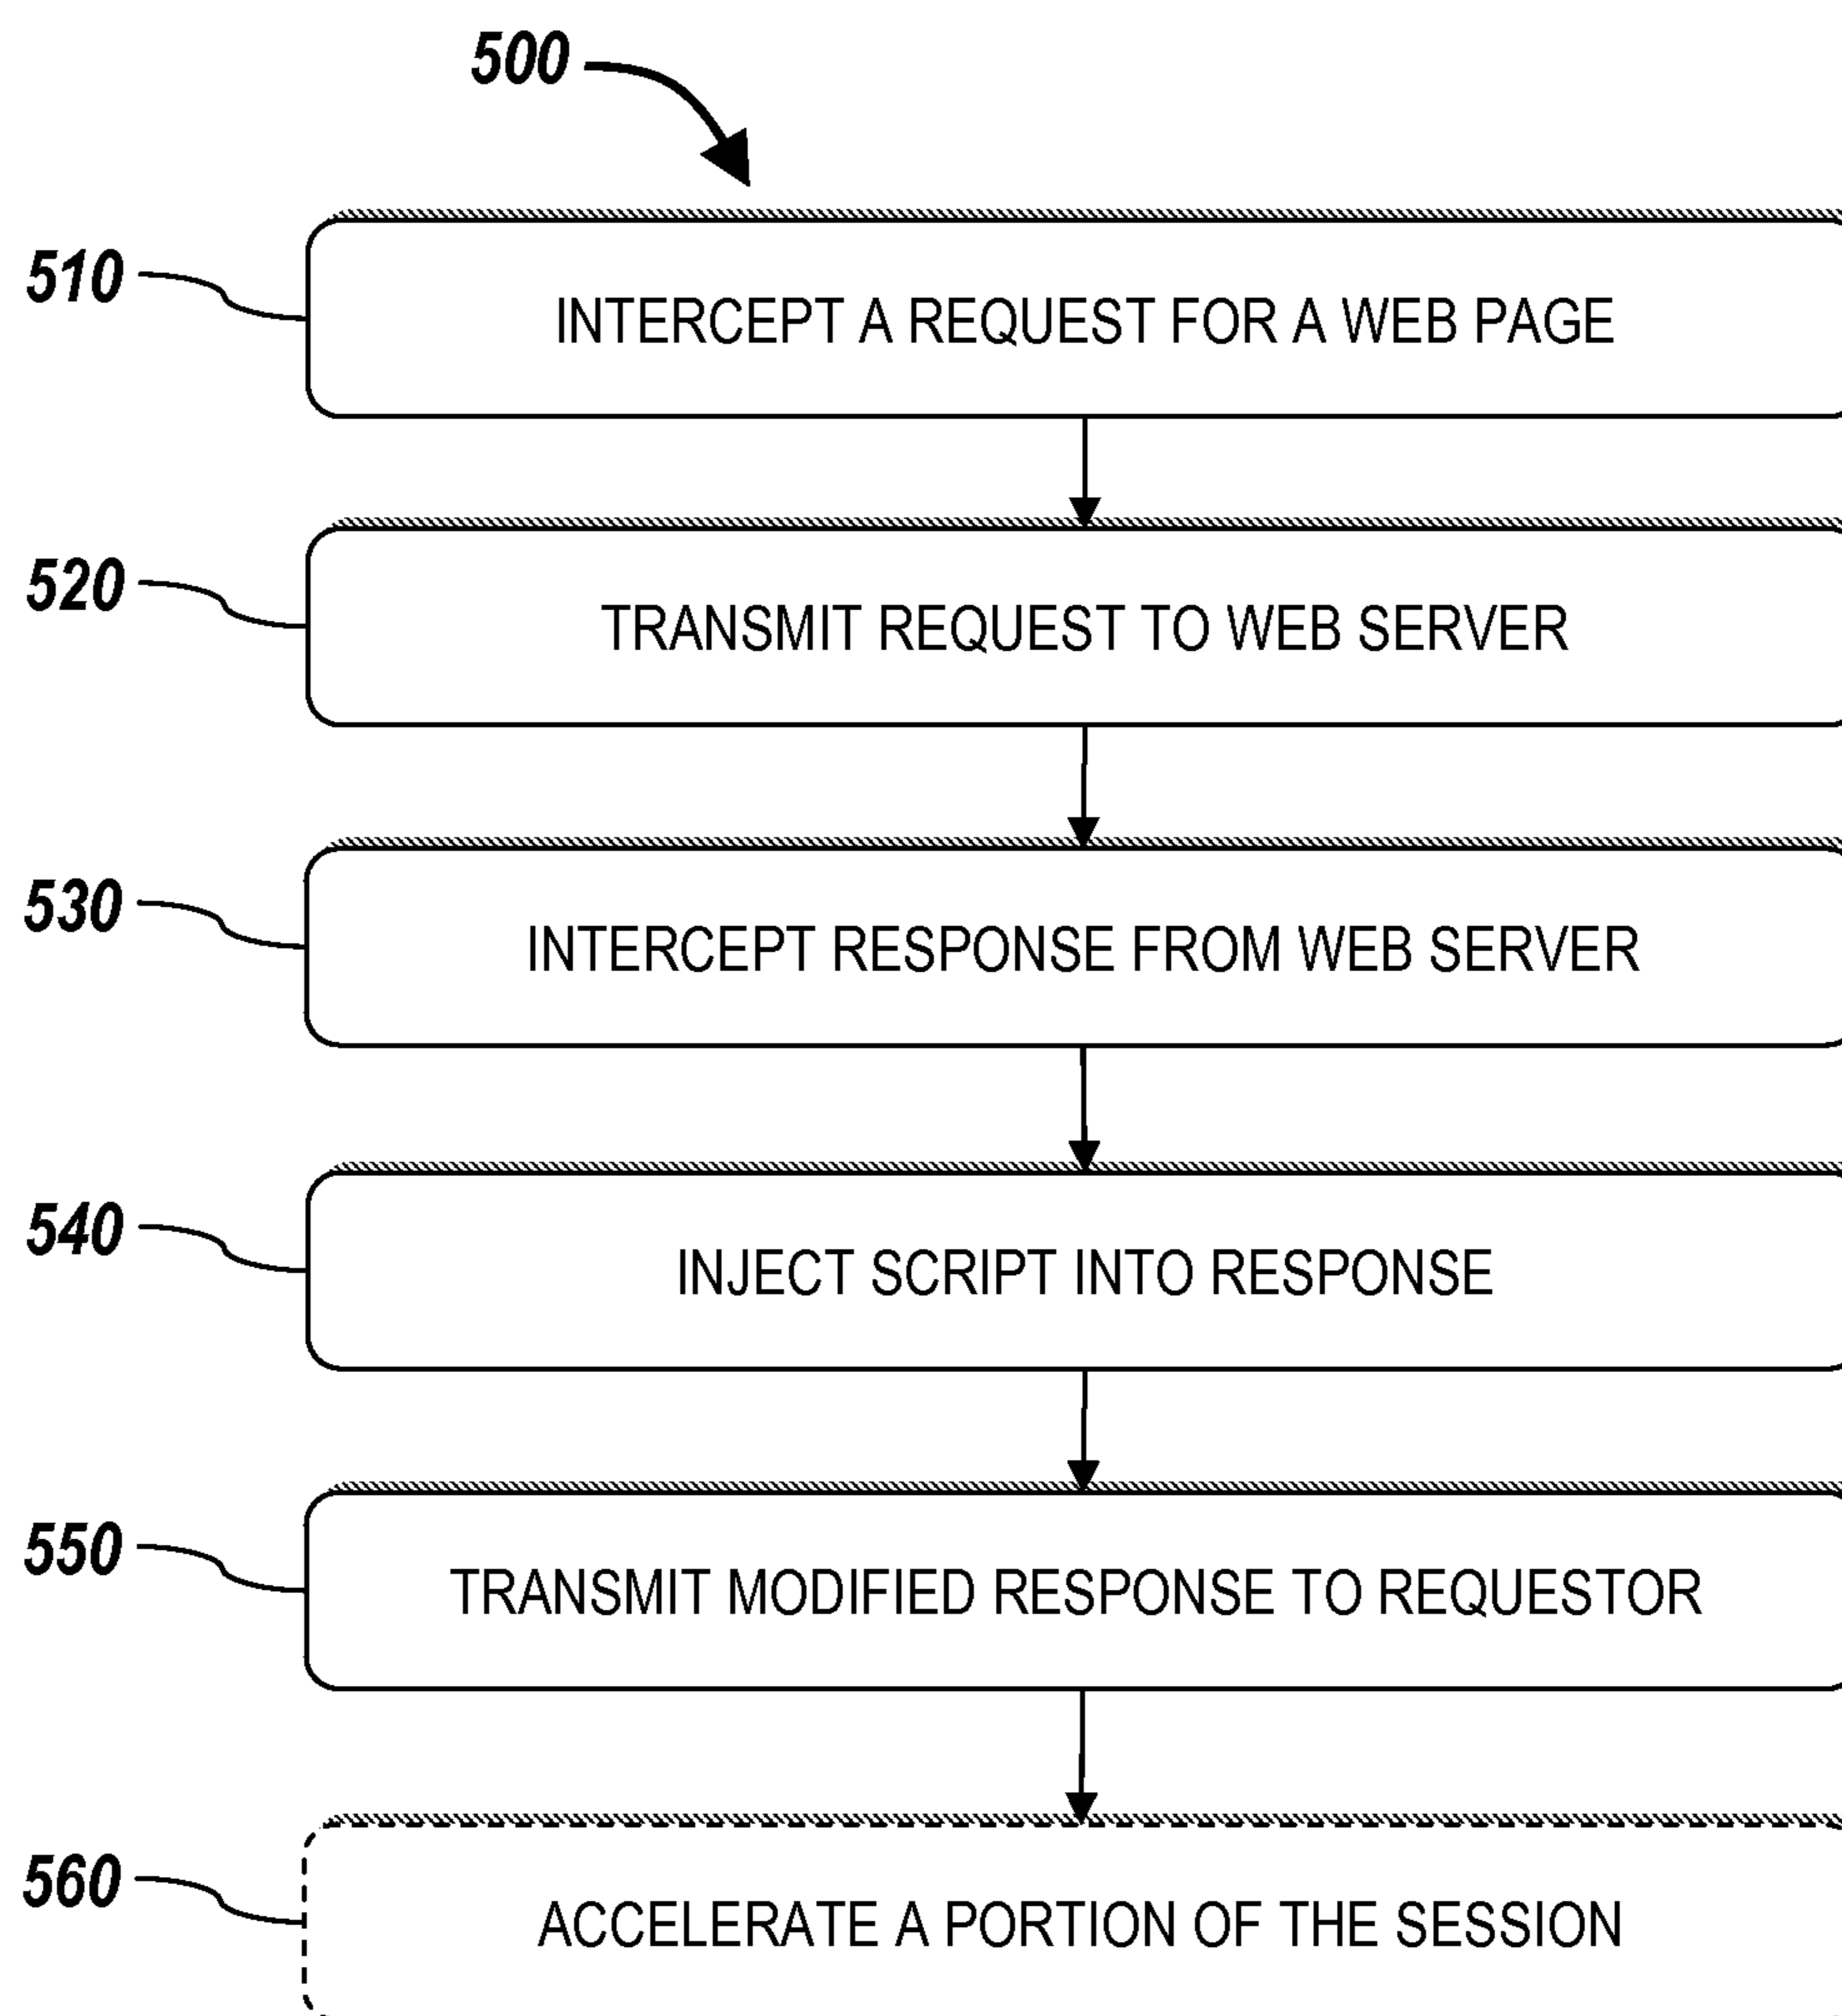 500
510
INTERCEPT A REQUEST FOR A WEB PAGE
520
TRANSMIT REQUEST TO WEB SERVER
530
INTERCEPT RESPONSE FROM WEB SERVER
540
INJECT SCRIPT INTO RESPONSE
550
TRANSMIT MODIFIED RESPONSE TO REQUESTOR
560
ACCELERATE A PORTION OF THE SESSION